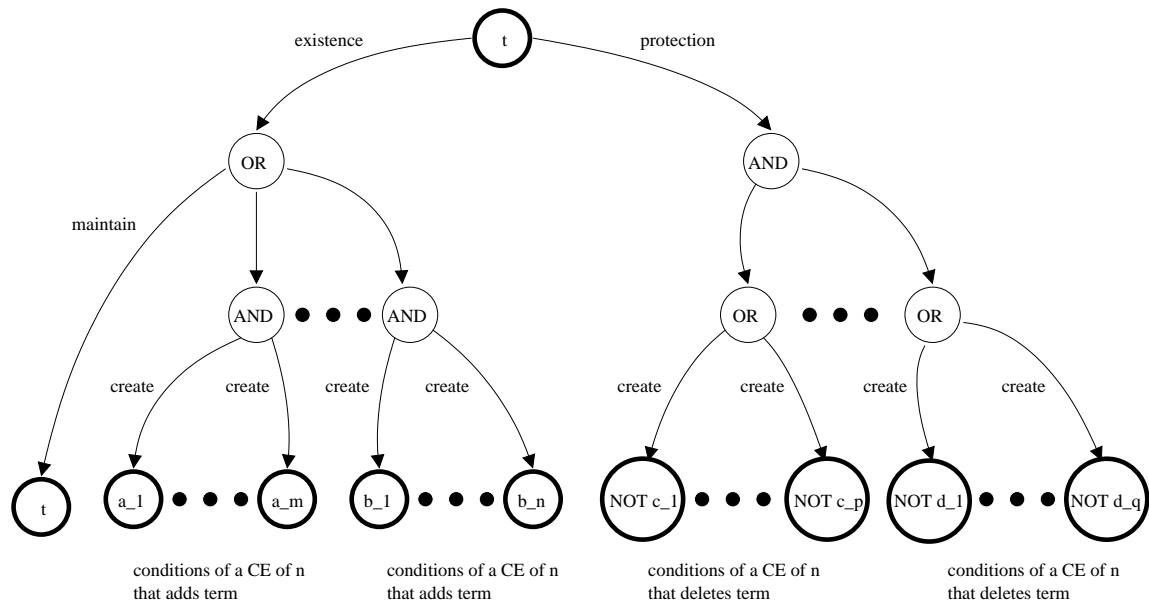 existence
t
protection
OR
AND
maintain
AND
AND
OR
OR
create
create
create
create
create
create
create
create
t
a_1
a_m
b_1
b_n
NOT c_1
NOT c_p
NOT d_1
NOT d_q
conditions of a CE of n
that adds term
conditions of a CE of n
that adds term
conditions of a CE of n
that deletes term
conditions of a CE of n
that deletes term